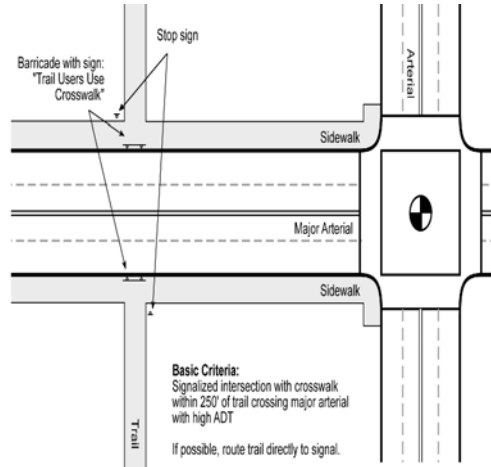 Stop sign
Arterial
Barricade with sign:
"Trail Users Use
Crosswalk"
Sidewalk
Major Arterial
Sidewalk
Basic Criteria:
Signalized intersection with crosswalk
within 250' of trail crossing major arterial
with high ADT
If possible, route trail directly to signal.
Trail